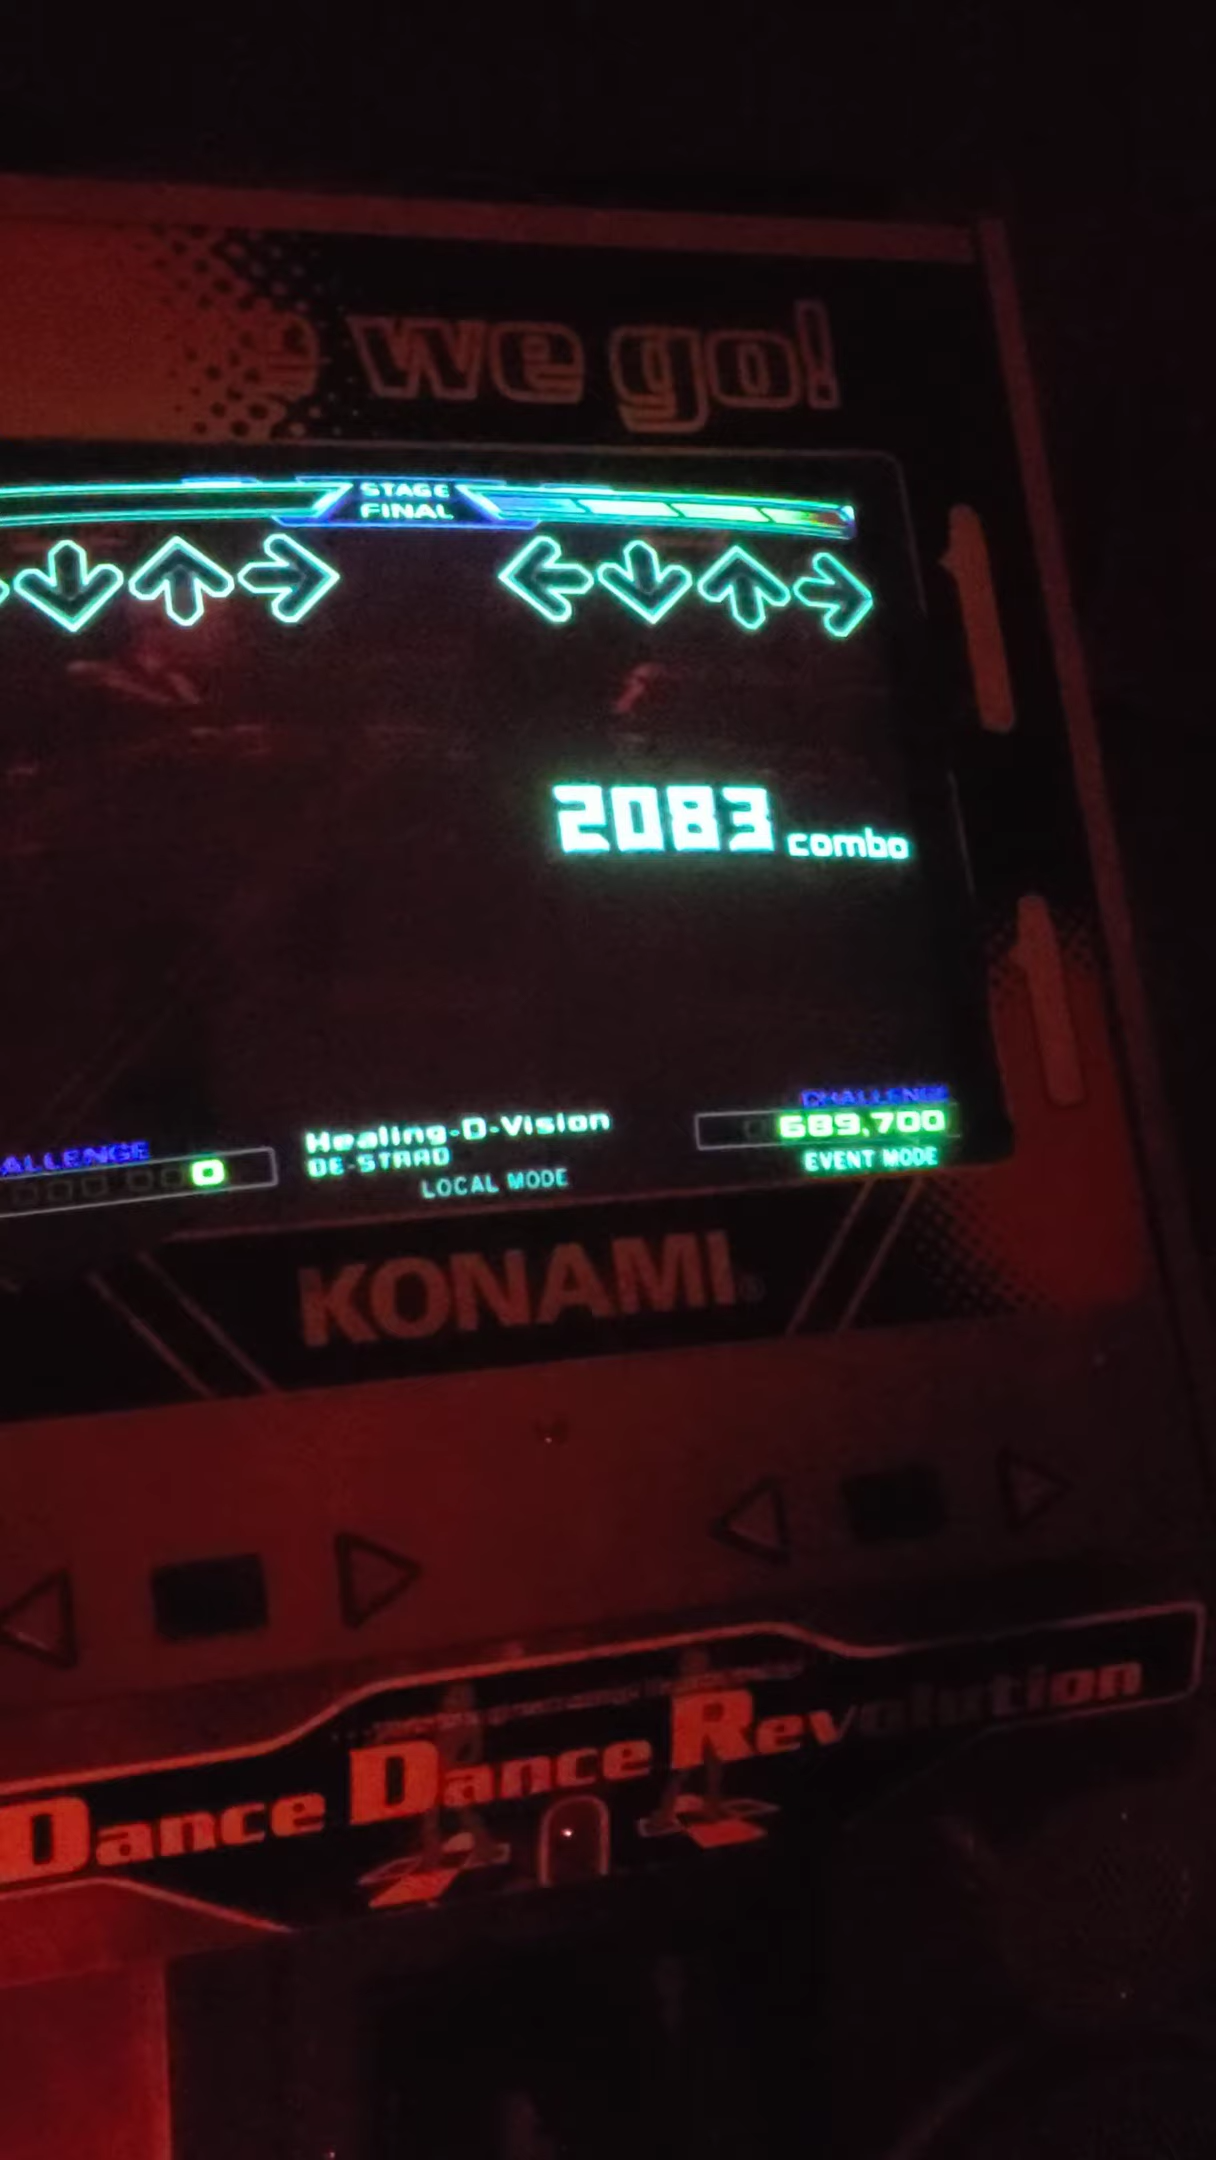 we go!
STAGE
FINAL
2083 combo
CHALLENGE
689,700
EVENT MODE
ALLENGE
0
Healing-D-Vision
DE-STRAD
LOCAL MODE
KONAMI
Dance Dance Revolution